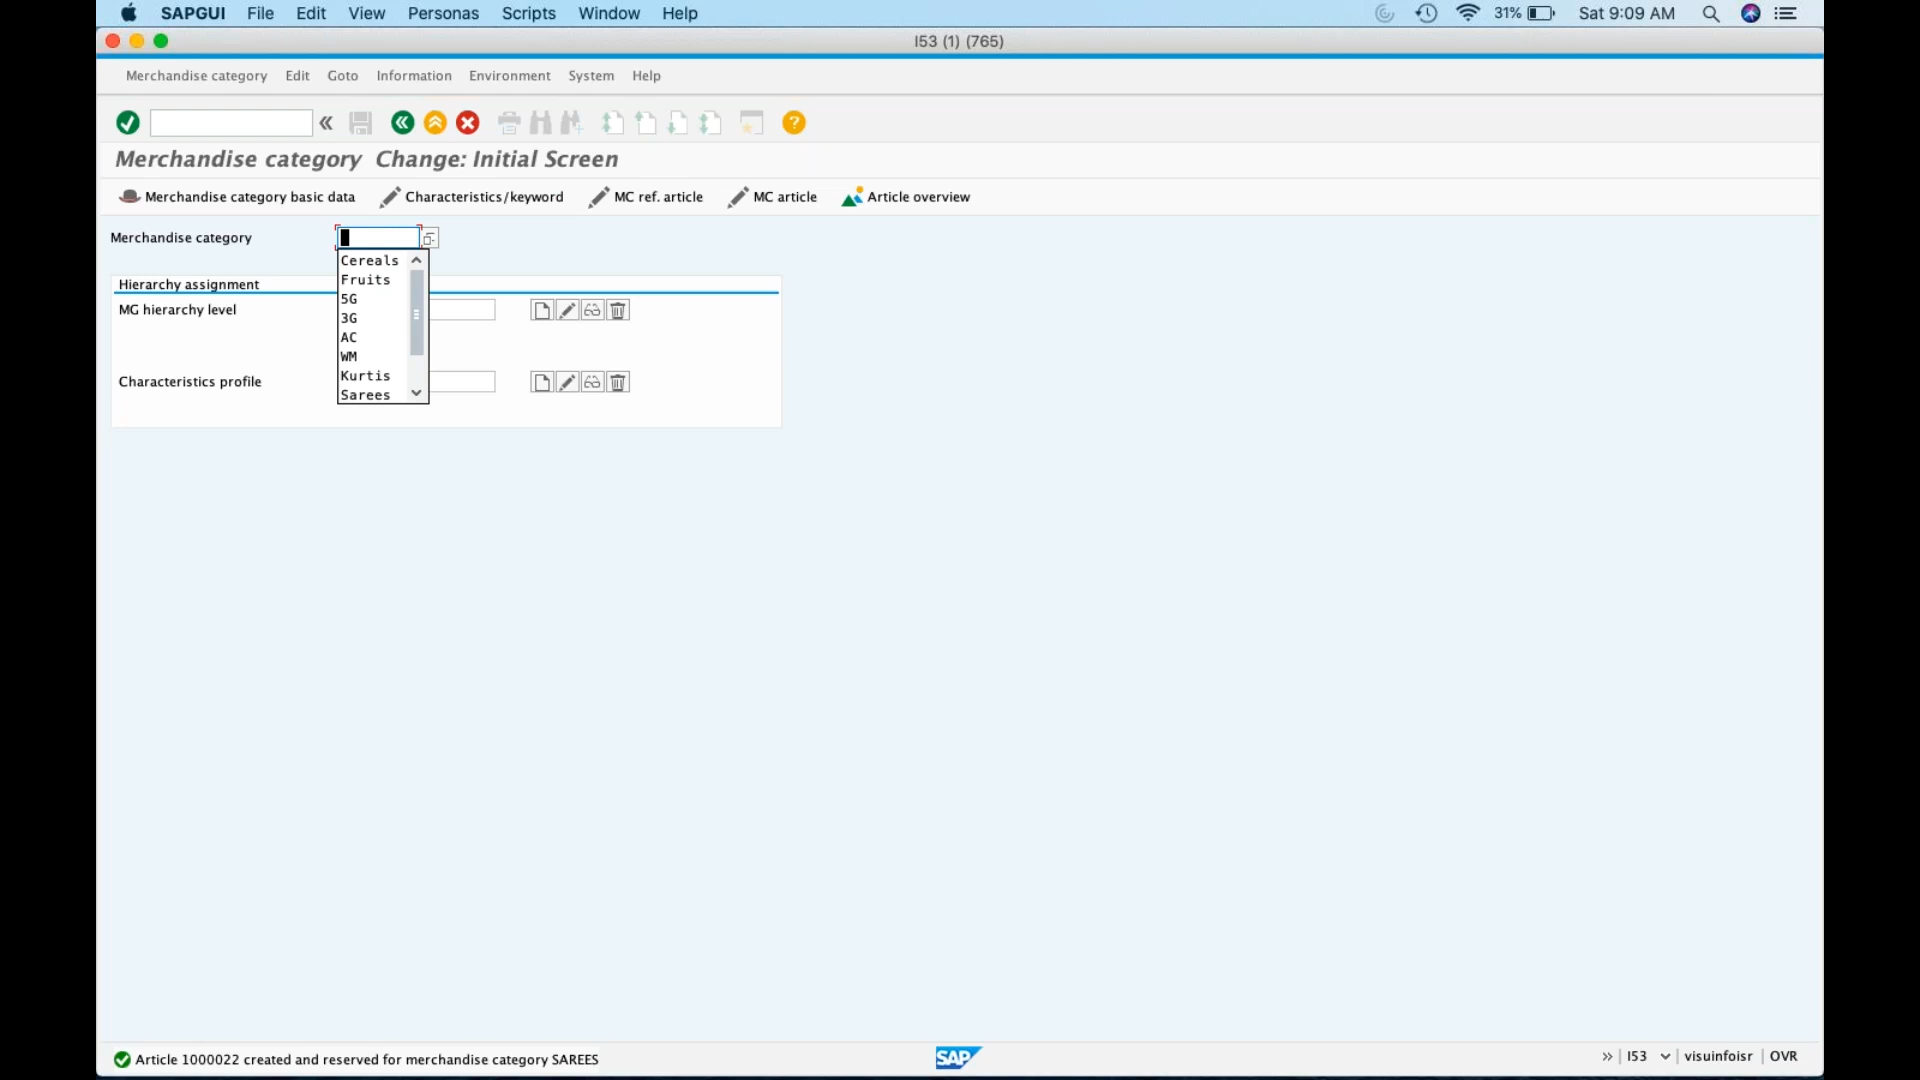 SAPGUI File Edit View Personas Scripts Window Help 31% Sat 9:09 AM
I53 (1) (765)
Merchandise category Edit Goto Information Environment System Help
Merchandise category Change: Initial Screen
Merchandise category basic data Characteristics/keyword MC ref. article MC article Article overview
Merchandise category
Cereals
Fruits
5G
3G
AC
WM
Kurtis
Sarees
Hierarchy assignment
MG hierarchy level
Characteristics profile
Article 1000022 created and reserved for merchandise category SAREES SAP I53 visuinfoisr OVR